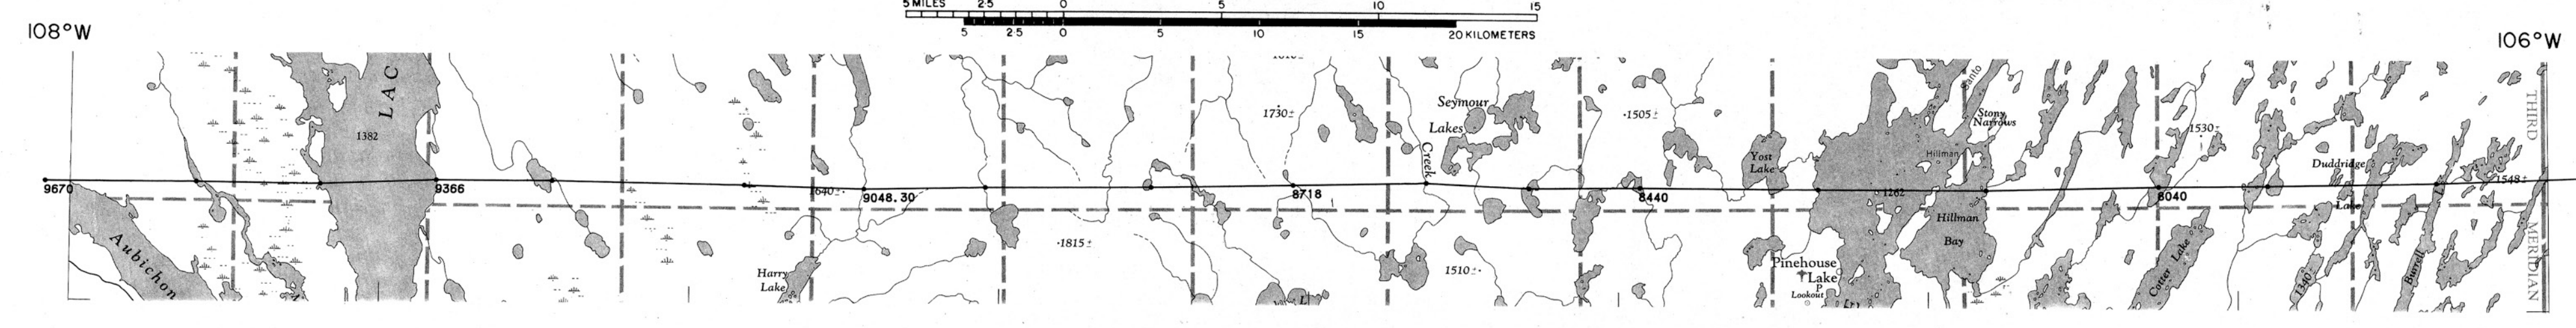 5 MILES 2.5 0 5 10 15
5 2.5 0 5 10 15 20 KILOMETERS
108°W
106°W
LAC
1382
1730±
Seymour
Lakes
Creek
1505±
Yost
Lake
Hillman
Stony
Narrows
1530±
Duddridge
Lake
THIRD
MERIDIAN
9670
9366
640±
9048.30
8718
8440
1262
8040
1548±
Aubichon
Harry
Lake
1815±
1510±
Hillman
Bay
Pinehouse
Lake
P
Lookout
Cotter Lake
1340±
Burrell L